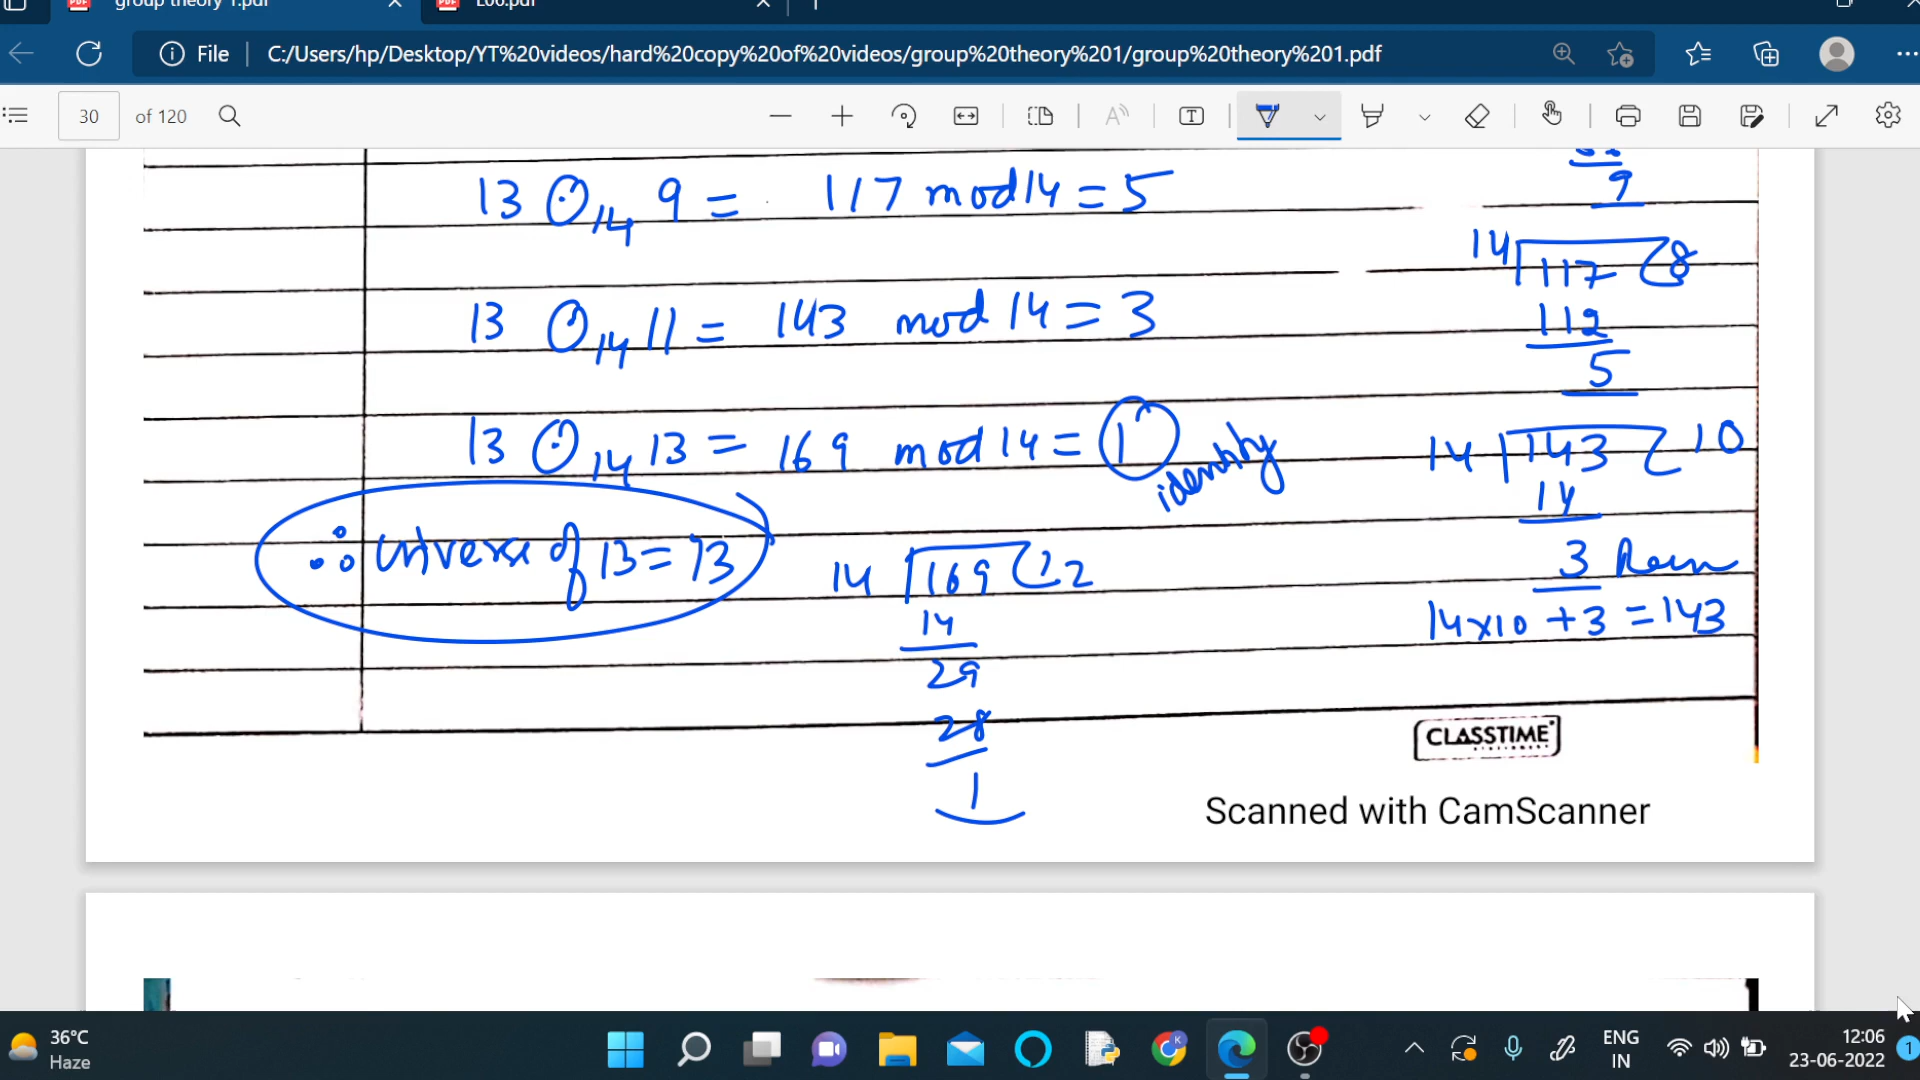 group theory 1.pdf
L06.pdf
File
C:/Users/hp/Desktop/YT%20videos/hard%20copy%20of%20videos/group%20theory%201/group%20theory%201.pdf
30 of 120
9
13 ⊙14 9 = 117 mod 14 = 5
14 117 8
112
5
13 ⊙14 11 = 143 mod 14 = 3
13 ⊙14 13 = 169 mod 14 = 1
identity
14 143 10
14
3 Rem
14×10 + 3 = 143
∴ inverse of 13 = 13
14 169 12
14
29
28
1
CLASSTIME
Scanned with CamScanner
36°C
Haze
ENG
IN
12:06
23-06-2022
1